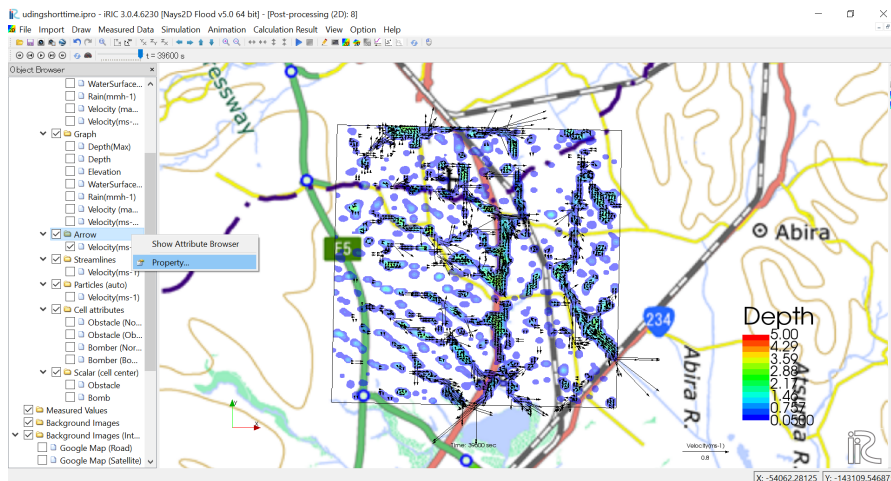 udingshorttime.ipro - iRIC 3.0.4.6230 [Nays2D Flood v5.0 64 bit] - [Post-processing (2D): 8]
File Import Draw Measured Data Simulation Animation Calculation Result View Option Help
t = 39600 s
Object Browser
WaterSurface...
Rain(mmh-1)
Velocity (ma...
Velocity(ms-...
Graph
Depth(Max)
Depth
Elevation
WaterSurface...
Rain(mmh-1)
Velocity (ma...
Velocity(ms-...
Arrow
Velocity(ms-
Show Attribute Browser
Property...
Streamlines
Velocity(ms-1)
Particles (auto)
Velocity(ms-1)
Cell attributes
Obstacle (No...
Obstacle (Ob...
Bomber (Nor...
Bomber (Bo...
Scalar (cell center)
Obstacle
Bomb
Measured Values
Background Images
Background Images (Int...
Google Map (Road)
Google Map (Satellite)
ressway
E5
Abira
234
Abira R.
Atsuma R.
Depth
5.00
4.29
3.59
2.88
2.17
1.46
0.757
0.0500
Time: 39600 sec
Velocity(ms-1)
0.8
Y
X
iRIC
X: -54062.28125 Y: -143109.54687